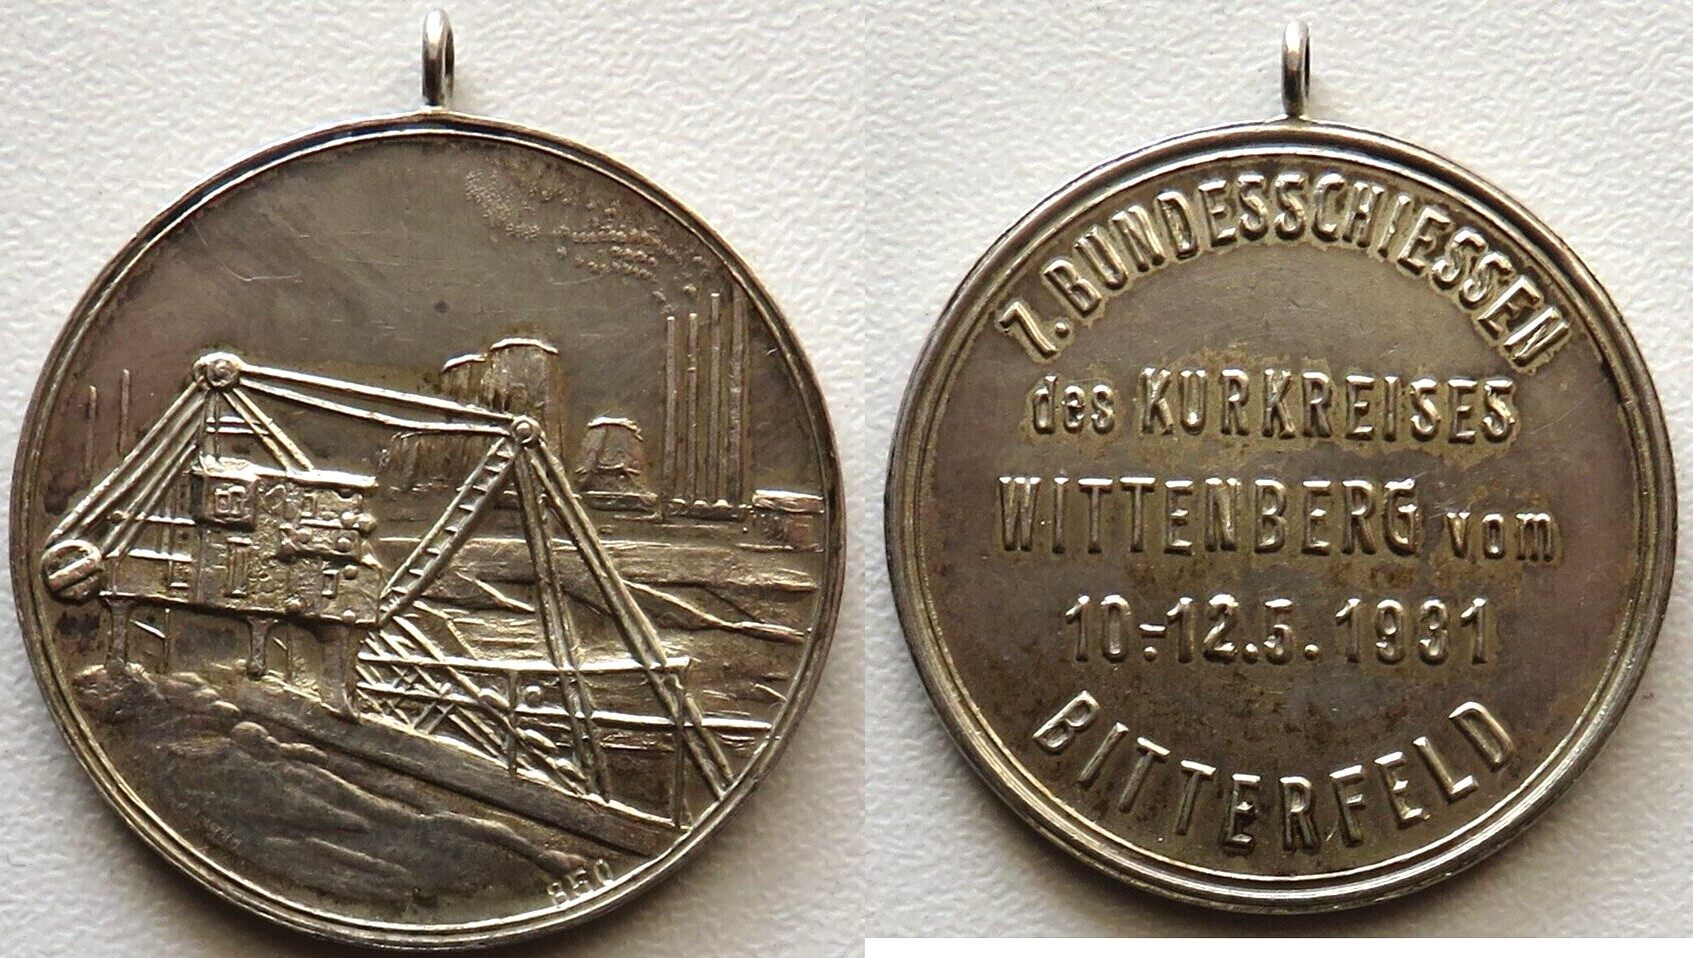 850
7. BUNDESSCHIESSEN
des KURKREISES
WITTENBERG vom
10.-12.5.1931
BITTERFELD